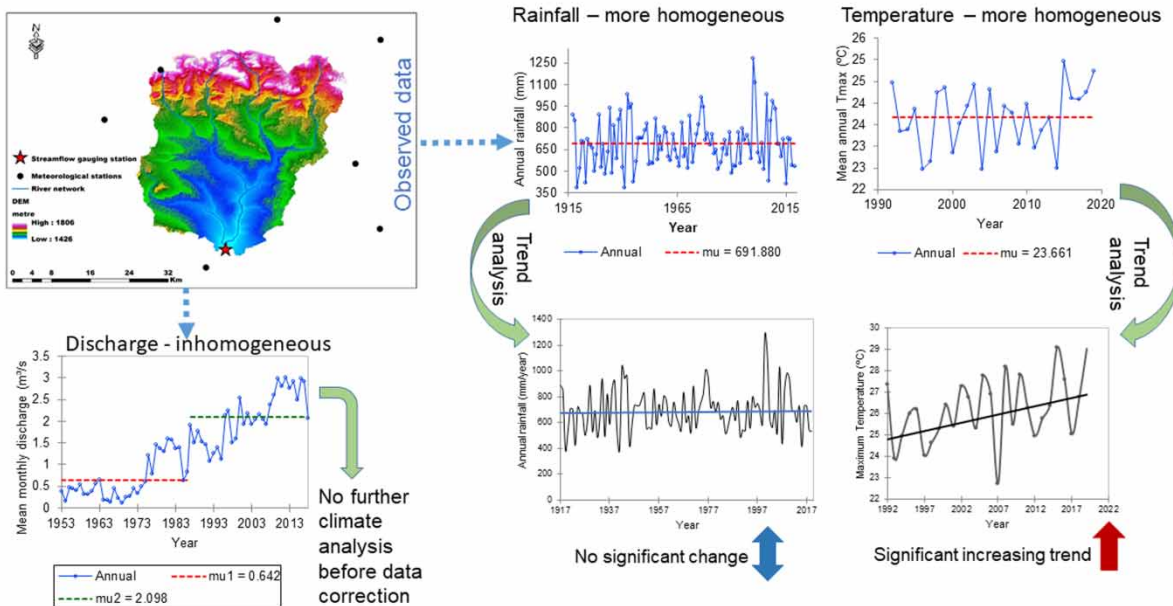 N
Streamflow gauging station
Meteorological stations
River network
DEM
metre
High : 1806
Low : 1426
0 4 8 16 24 32
Km
Observed data
Rainfall – more homogeneous
Annual rainfall (mm)
1250
1100
950
800
650
500
350
1915 1965 2015
Year
Annual mu = 691.880
Temperature – more homogeneous
Mean annual Tmax (ºC)
26
25
25
24
24
23
23
22
22
1990 2000 2010 2020
Year
Annual mu = 23.661
Trend analysis
Trend analysis
Discharge - inhomogeneous
Mean monthly discharge (m³/s)
3.5
3
2.5
2
1.5
1
0.5
0
1953 1963 1973 1983 1993 2003 2013
Year
Annual mu1 = 0.642
mu2 = 2.098
No further
climate
analysis
before data
correction
Annual rainfall (mm/year)
1400
1200
1000
800
600
400
200
0
1917 1937 1957 1977 1997 2017
Year
No significant change
Maximum Temperature (ºC)
30
29
28
27
26
25
24
23
22
1992 1997 2002 2007 2012 2017 2022
Year
Significant increasing trend